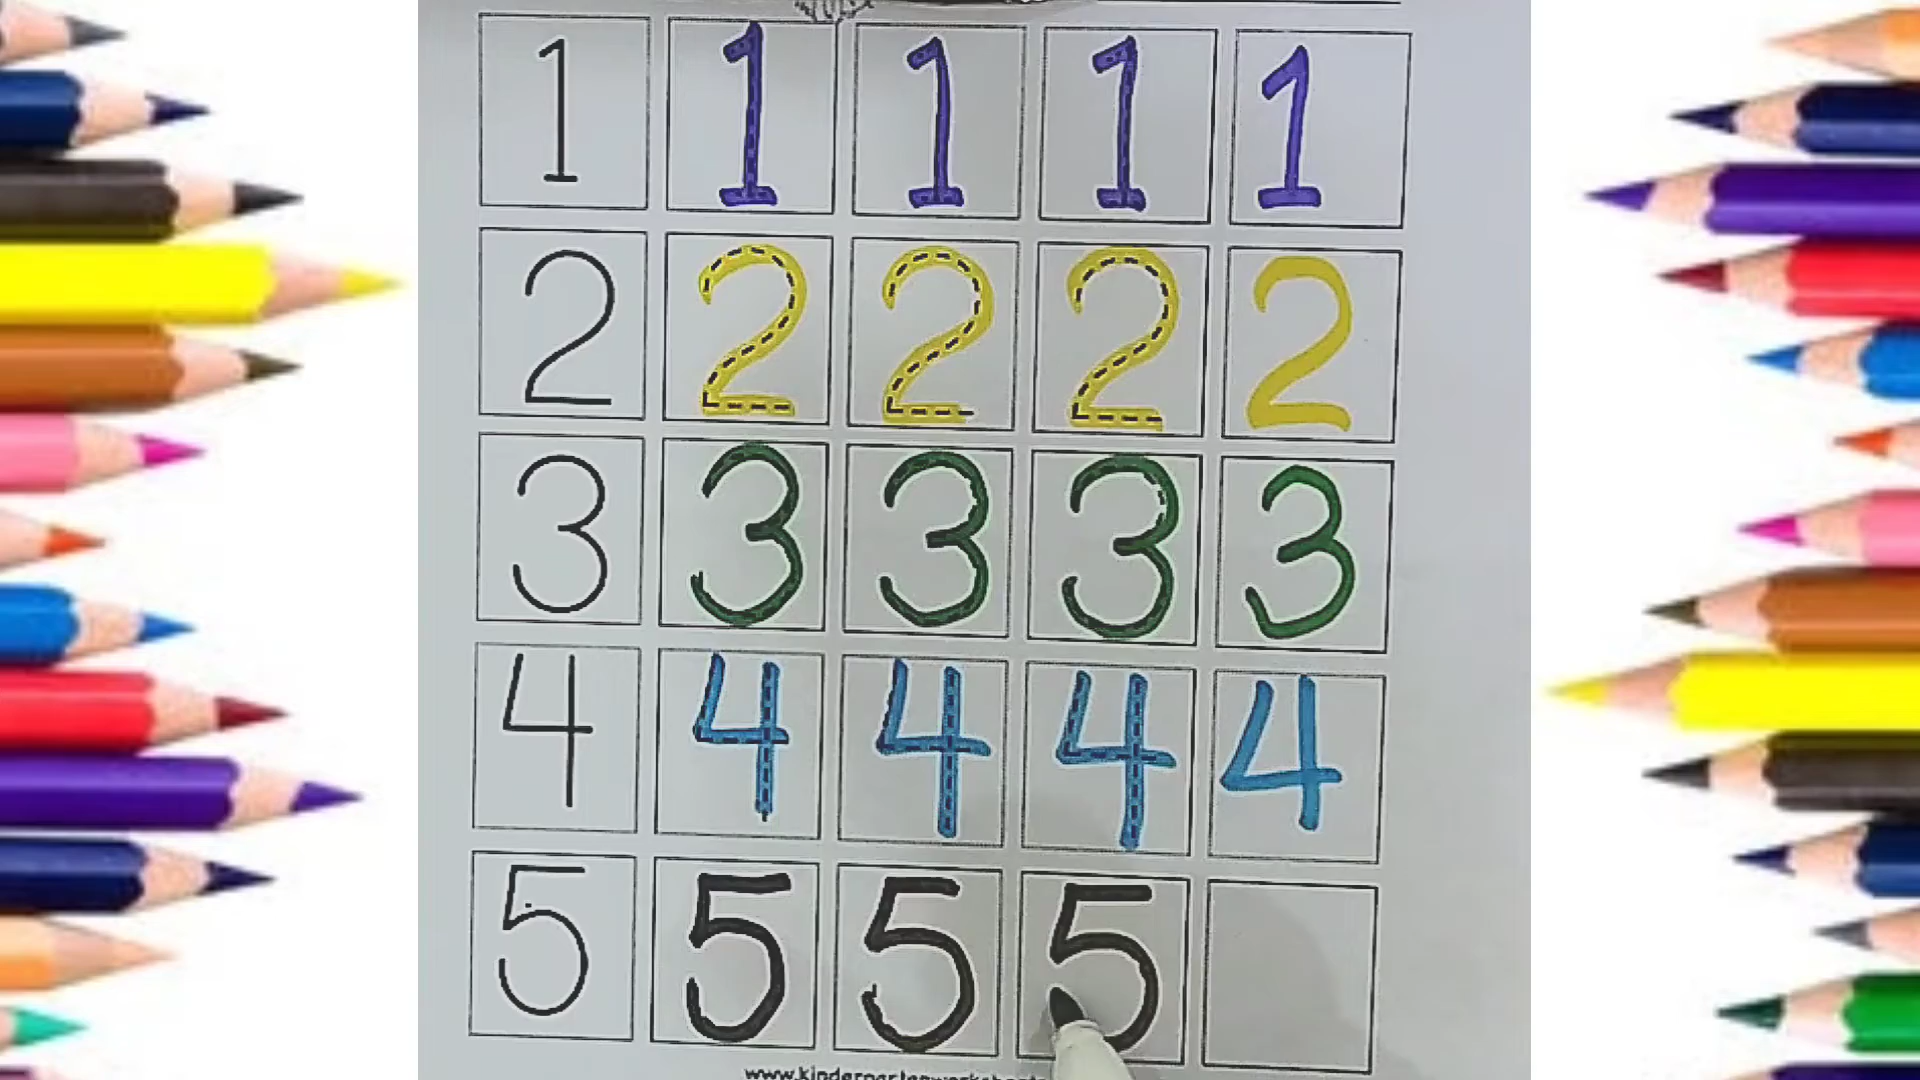 1 1 1 1 1
2 2 2 2 2
3 3 3 3 3
4 4 4 4 4
5 5 5 5